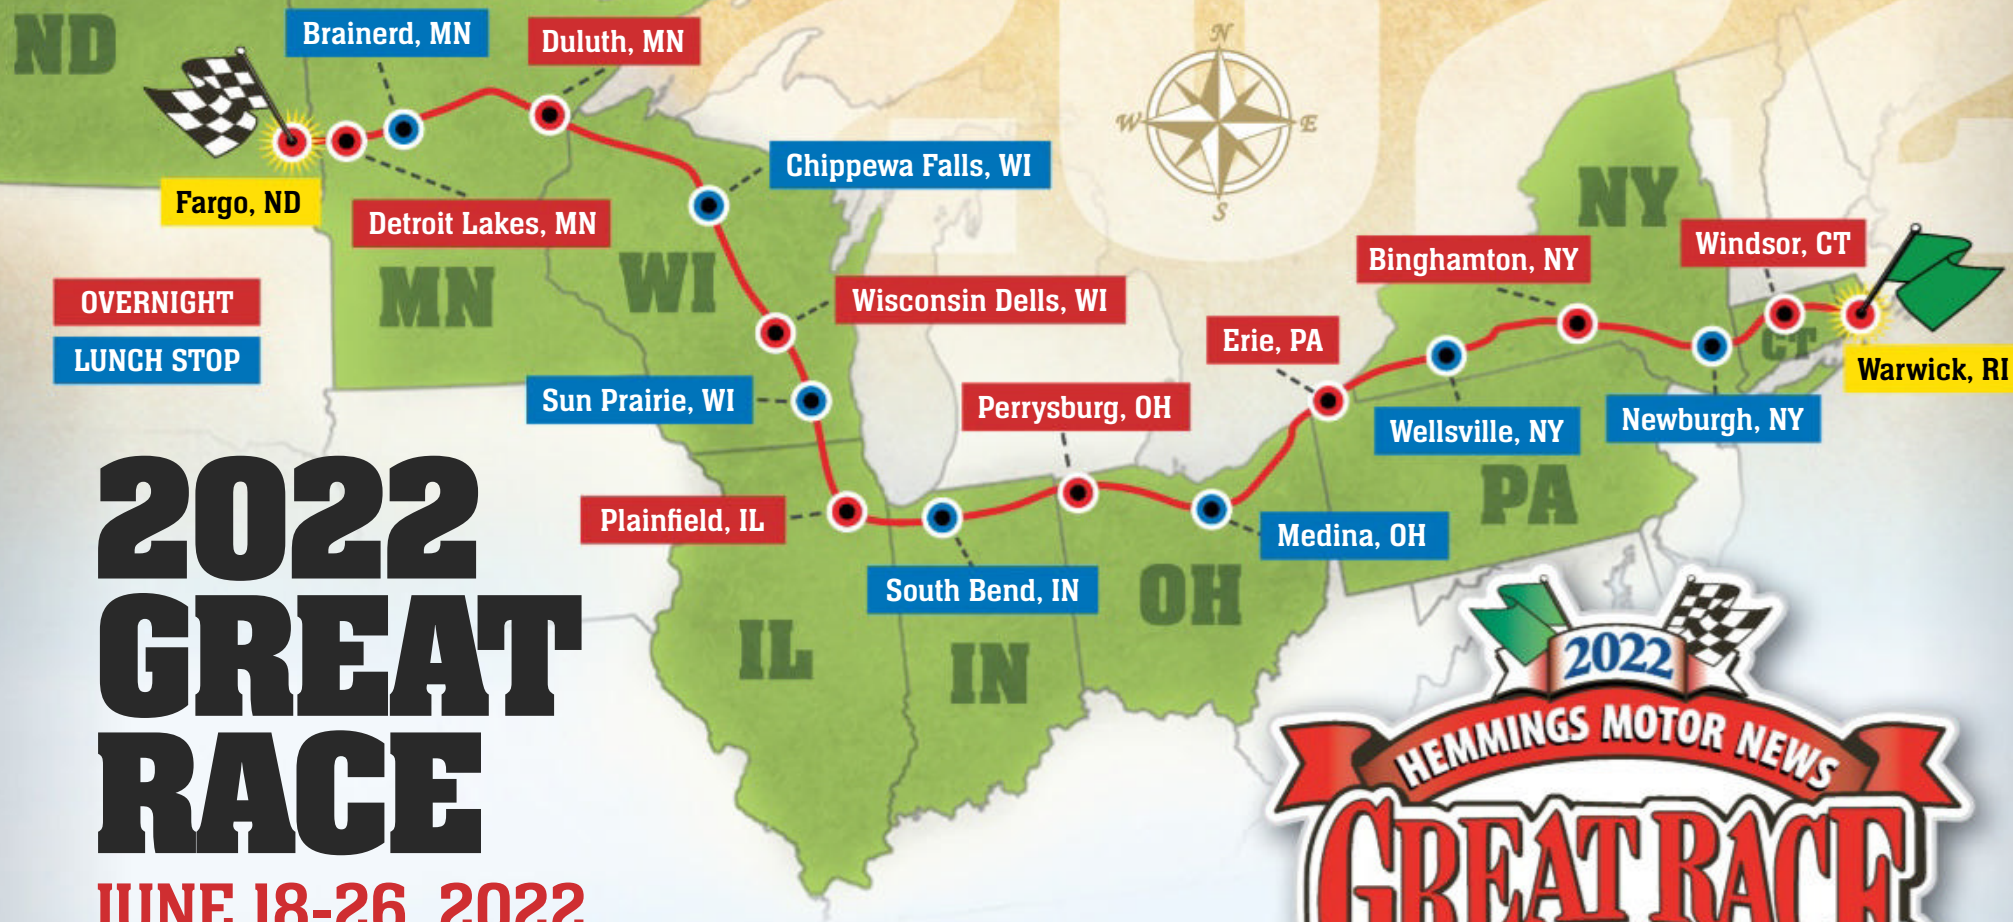 ND
Brainerd, MN
Duluth, MN
N
W
E
S
Chippewa Falls, WI
NY
Fargo, ND
Detroit Lakes, MN
MN
WI
Binghamton, NY
Windsor, CT
OVERNIGHT
LUNCH STOP
Wisconsin Dells, WI
Erie, PA
CT
Warwick, RI
Sun Prairie, WI
Perrysburg, OH
Wellsville, NY
Newburgh, NY
PA
Plainfield, IL
Medina, OH
South Bend, IN
OH
IL
IN
2022
GREAT
RACE
JUNE 18-26, 2022
2022
HEMMINGS MOTOR NEWS
GREAT RACE
2022